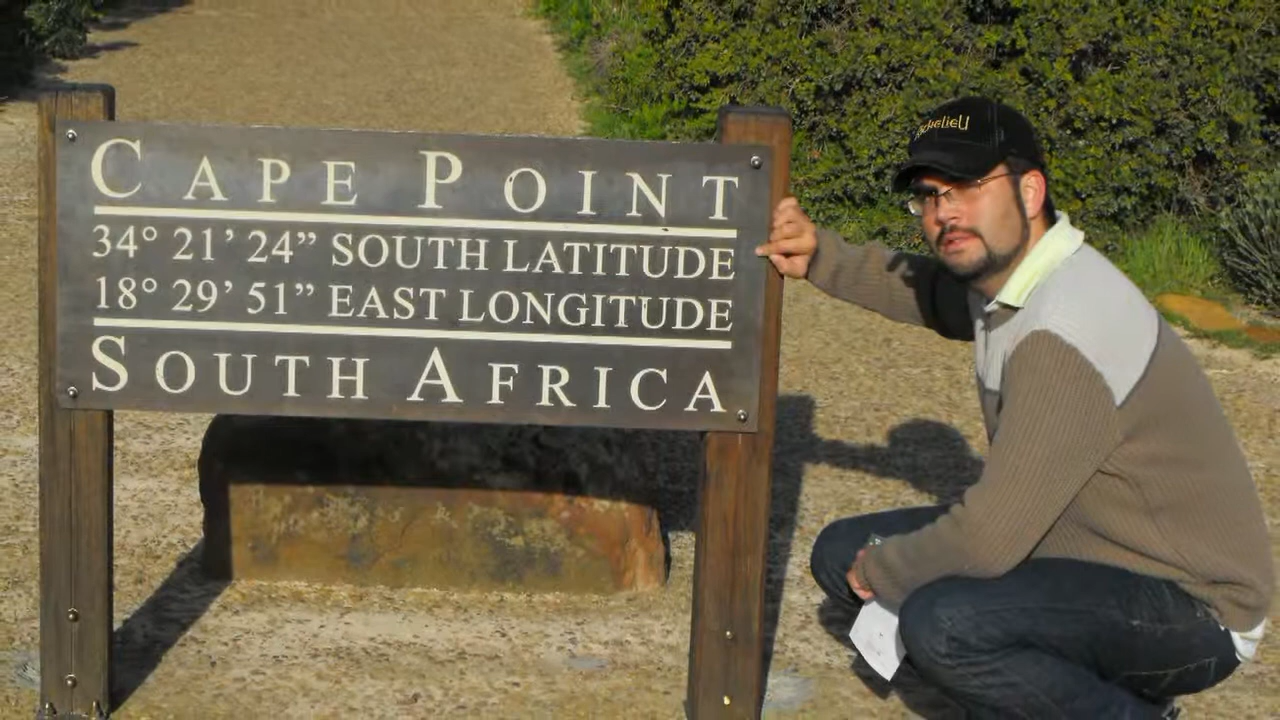 CAPE POINT
34° 21’ 24” SOUTH LATITUDE
18° 29’ 51” EAST LONGITUDE
SOUTH AFRICA